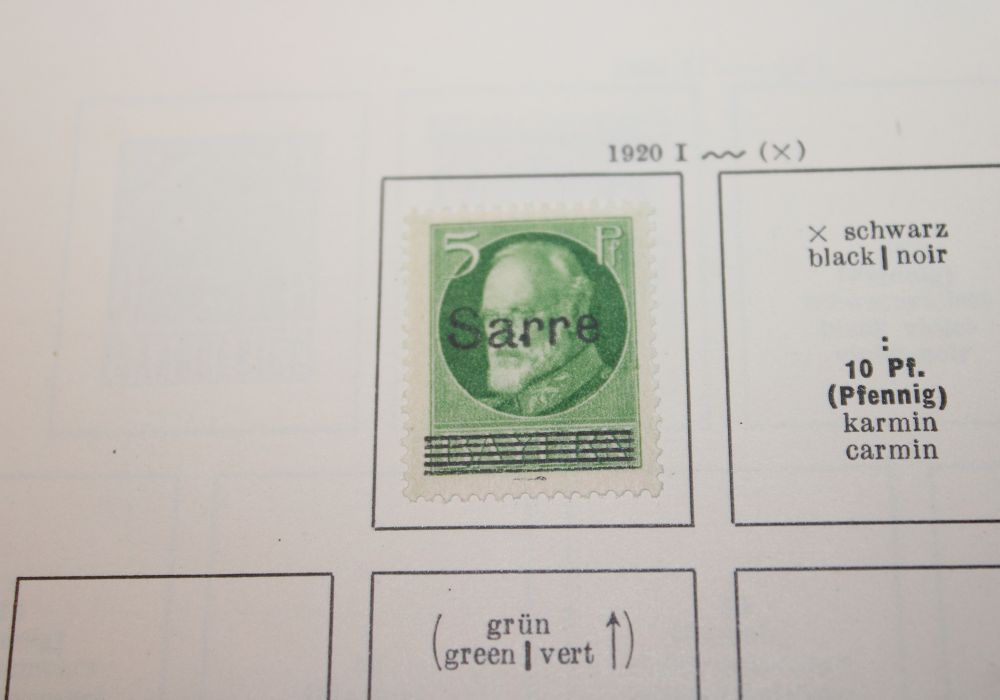 1920 I (×)
5 Pf
Sarre
BAYERN
× schwarz
black | noir
:
10 Pf.
(Pfennig)
karmin
carmin
(grün
green | vert ↑)